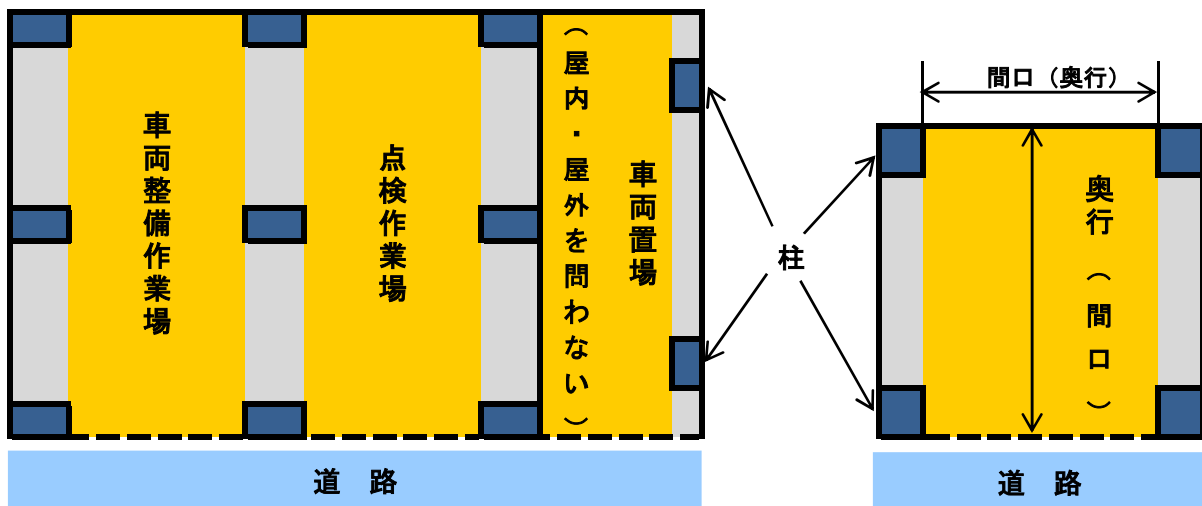 車両整備作業場
点検作業場
（屋内・屋外を問わない）
車両置場
道　路
柱
間口（奥行）
奥行（間口）
道　路